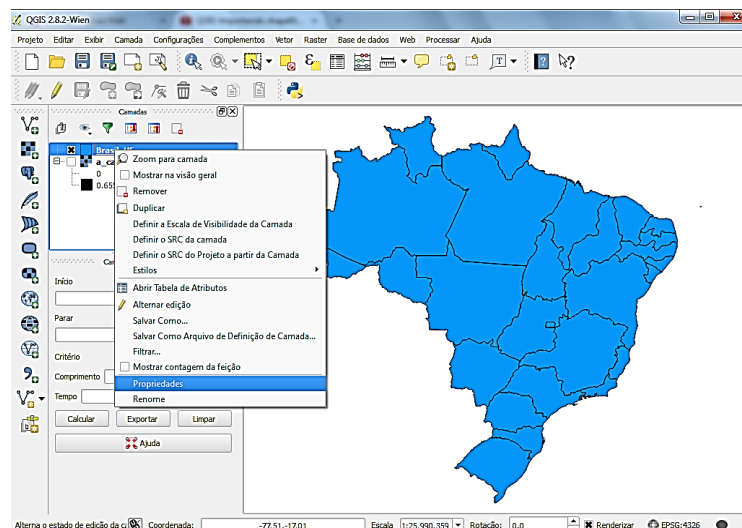 QGIS 2.8.2-Wien
Projeto Editar Exibir Camada Configurações Complementos Vetor Raster Base de dados Web Processar Ajuda
Camadas
Brasil_UF
a_ca
0
0.65
Zoom para camada
Mostrar na visão geral
Remover
Duplicar
Definir a Escala de Visibilidade da Camada
Definir o SRC da camada
Definir o SRC do Projeto a partir da Camada
Estilos
Abrir Tabela de Atributos
Alternar edição
Salvar Como...
Salvar Como Arquivo de Definição de Camada...
Filtrar...
Mostrar contagem da feição
Propriedades
Renome
Início
Parar
Critério
Comprimento
Tempo
Calcular Exportar Limpar
Ajuda
Alterna o estado de edição da c Coordenada: -77.51,-17.01 Escala 1:25.990.359 Rotação: 0,0 Renderizar EPSG:4326